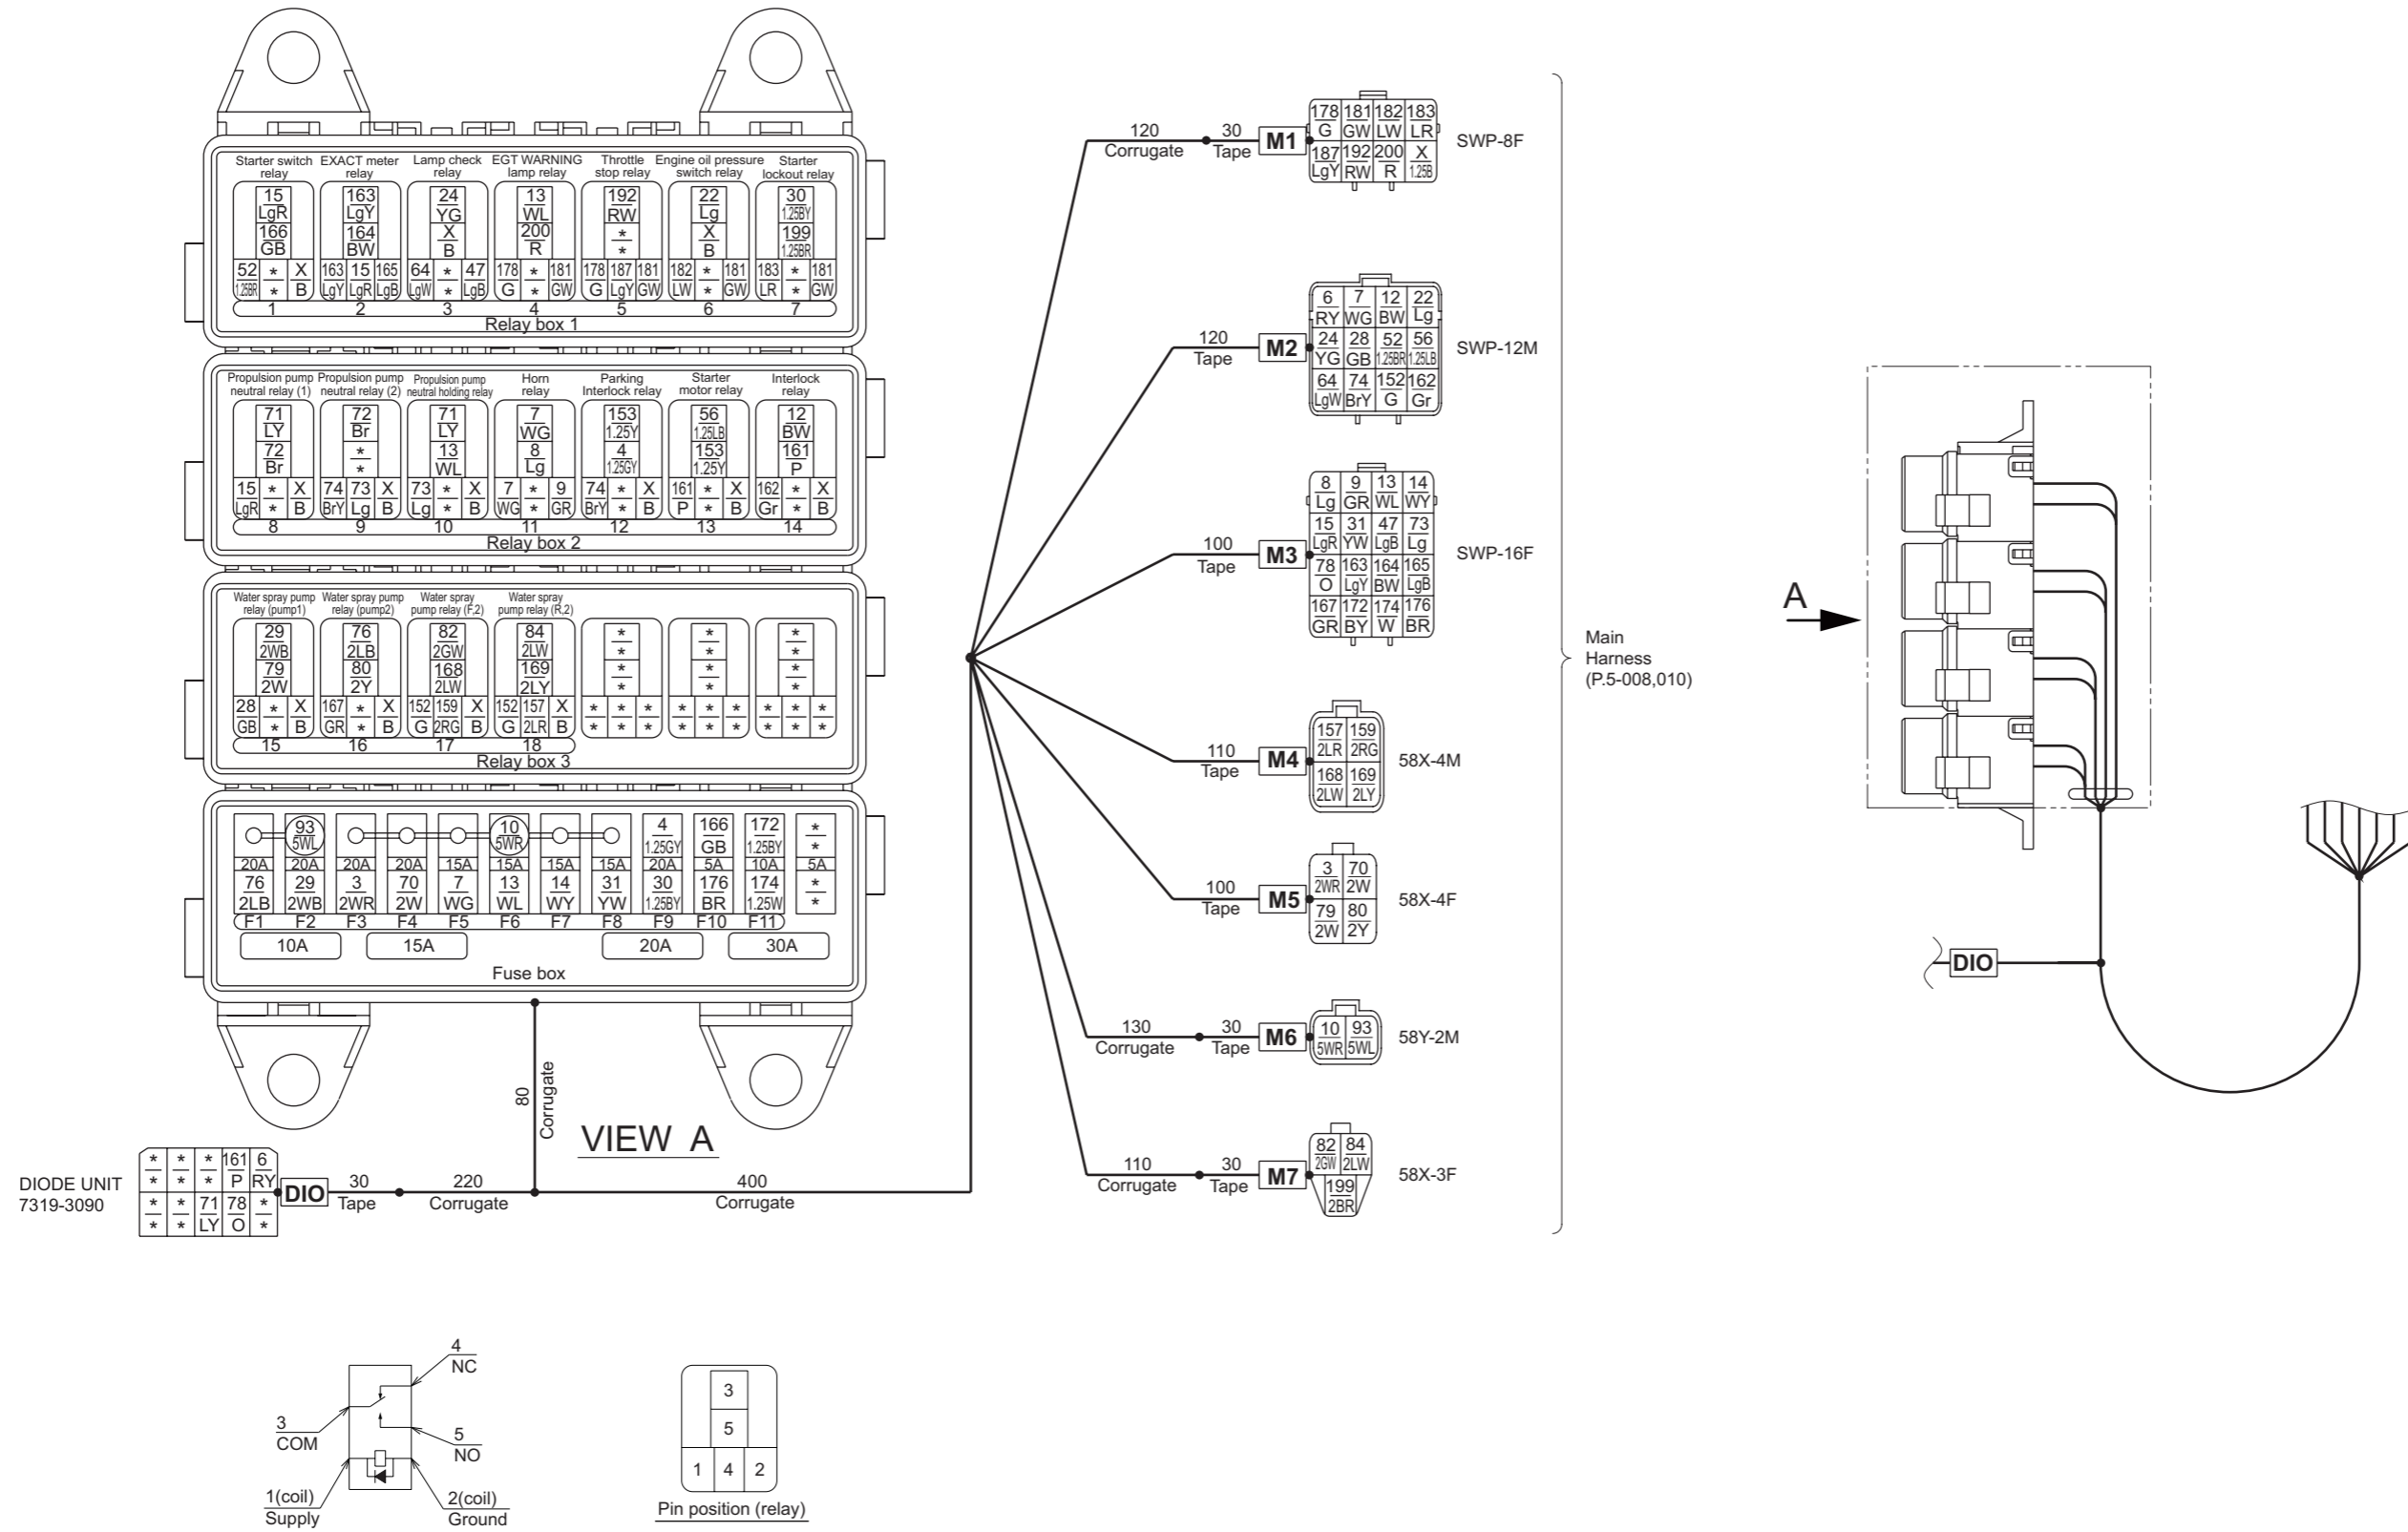 Starter switch relay
EXACT meter relay
Lamp check relay
EGT WARNING lamp relay
Throttle stop relay
Engine oil pressure switch relay
Starter lockout relay
15 163 24 13 192 22 30
LgR LgY YG WL RW Lg 1.25BY
166 164 X 200 * X 199
GB BW B R * B 1.25BR
52 * X 163 15 165 64 * 47 178 * 181 178 187 181 182 * 181 183 * 181
1.25BR * B LgY LgR LgB LgW * LgB G * GW G LgY GW LW * GW LR * GW
1 2 3 4 5 6 7
Relay box 1
Propulsion pump neutral relay (1)
Propulsion pump neutral relay (2)
Propulsion pump neutral holding relay
Horn relay
Parking Interlock relay
Starter motor relay
Interlock relay
71 72 71 7 153 56 12
LY Br LY WG 1.25Y 1.25LB BW
72 * 13 8 4 153 161
Br * WL Lg 1.25GY 1.25Y P
15 * X 74 73 X 73 * X 7 * 9 74 * X 161 * X 162 * X
LgR * B BrY Lg B Lg * B WG * GR BrY * B P * B Gr * B
8 9 10 11 12 13 14
Relay box 2
Water spray pump relay (pump1)
Water spray pump relay (pump2)
Water spray pump relay (F,2)
Water spray pump relay (R,2)
29 76 82 84 * * *
2WB 2LB 2GW 2LW * * *
79 80 168 169 * * *
2W 2Y 2LW 2LY * * *
28 * X 167 * X 152 159 X 152 157 X * * * * * * * * *
GB * B GR * B G 2RG B G 2LR B * * * * * * * * *
15 16 17 18
Relay box 3
93 10 4 166 172 *
5WL 5WR 1.25GY GB 1.25BY *
20A 20A 20A 20A 15A 15A 15A 15A 20A 5A 10A 5A
76 29 3 70 7 13 14 31 30 176 174 *
2LB 2WB 2WR 2W WG WL WY YW 1.25BY BR 1.25W *
F1 F2 F3 F4 F5 F6 F7 F8 F9 F10 F11
10A 15A 20A 30A
Fuse box
80
Corrugate
VIEW A
DIODE UNIT
7319-3090
* * * 161 6
* * * P RY
* * 71 78 *
* * LY O *
DIO
30
Tape
220
Corrugate
400
Corrugate
120
Corrugate
30
Tape
M1
178 181 182 183
G GW LW LR
187 192 200 X
LgY RW R 1.25B
SWP-8F
120
Tape
M2
6 7 12 22
RY WG BW Lg
24 28 52 56
YG GB 1.25BR 1.25LB
64 74 152 162
LgW BrY G Gr
SWP-12M
100
Tape
M3
8 9 13 14
Lg GR WL WY
15 31 47 73
LgR YW LgB Lg
78 163 164 165
O LgY BW LgB
167 172 174 176
GR BY W BR
SWP-16F
110
Tape
M4
157 159
2LR 2RG
168 169
2LW 2LY
58X-4M
100
Tape
M5
3 70
2WR 2W
79 80
2W 2Y
58X-4F
130
Corrugate
30
Tape
M6
10 93
5WR 5WL
58Y-2M
110
Corrugate
30
Tape
M7
82 84
2GW 2LW
199
2BR
58X-3F
Main
Harness
(P.5-008,010)
A
DIO
4
NC
3
COM
5
NO
1(coil)
Supply
2(coil)
Ground
3
5
1 4 2
Pin position (relay)